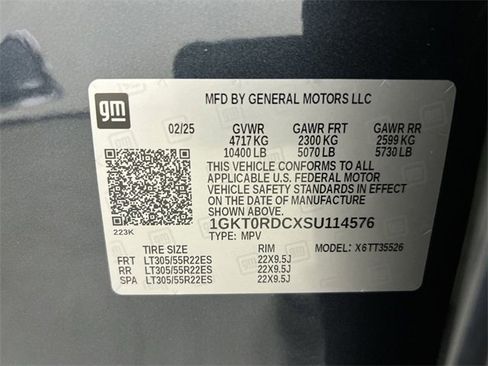 gm
MFD BY GENERAL MOTORS LLC
02/25 GVWR GAWR FRT GAWR RR
4717 KG 2300 KG 2599 KG
10400 LB 5070 LB 5730 LB
THIS VEHICLE CONFORMS TO ALL
APPLICABLE U.S. FEDERAL MOTOR
VEHICLE SAFETY STANDARDS IN EFFECT
ON THE DATE OF MANUFACTURE
SHOWN ABOVE.
1GKT0RDCXSU114576
223K TYPE: MPV
TIRE SIZE RIM MODEL: X6TT35526
FRT LT305/55R22ES 22X9.5J
RR LT305/55R22ES 22X9.5J
SPA LT305/55R22ES 22X9.5J